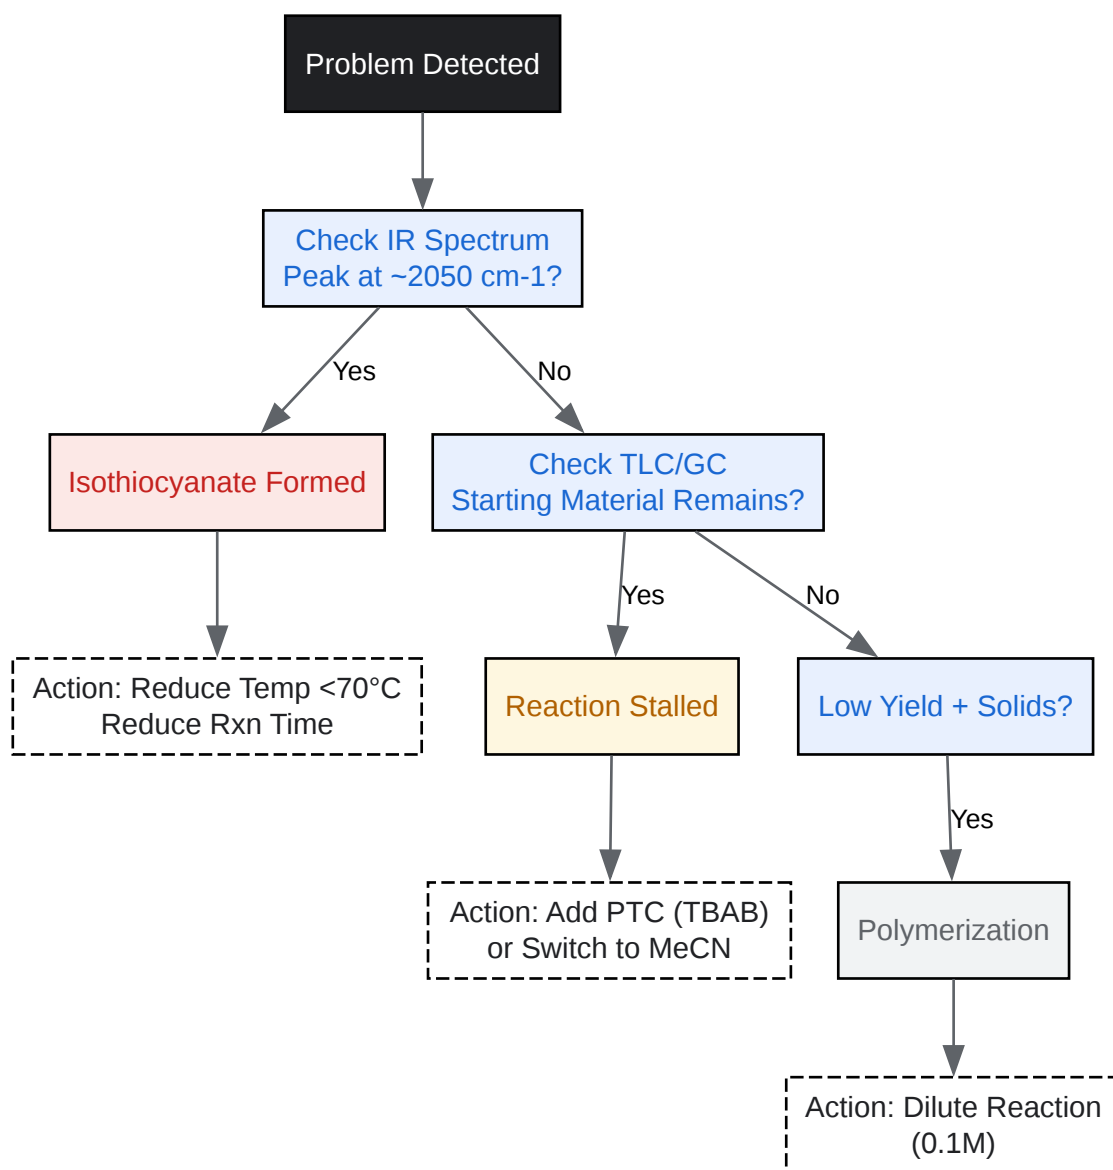 Problem Detected
Check IR Spectrum
Peak at ~2050 cm-1?
Yes
No
Isothiocyanate Formed
Check TLC/GC
Starting Material Remains?
Yes
No
Action: Reduce Temp <70°C
Reduce Rxn Time
Reaction Stalled
Low Yield + Solids?
Yes
Action: Add PTC (TBAB)
or Switch to MeCN
Polymerization
Action: Dilute Reaction
(0.1M)